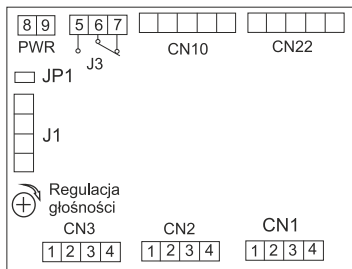 8 9 5 6 7
PWR J3 CN10 CN22
JP1
J1
Regulacja
głośności
CN3 CN2 CN1
1 2 3 4 1 2 3 4 1 2 3 4